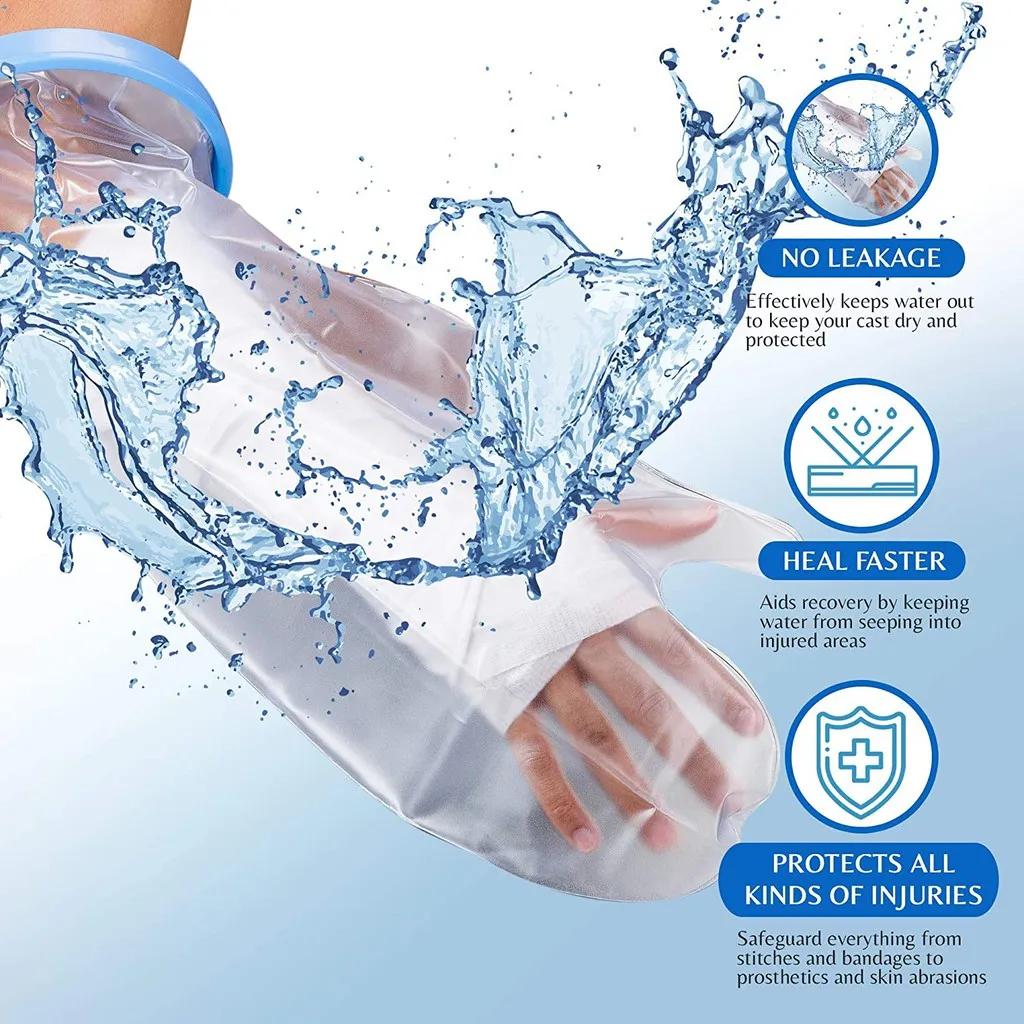 NO LEAKAGE
Effectively keeps water out
to keep your cast dry and
protected
HEAL FASTER
Aids recovery by keeping
water from seeping into
injured areas
PROTECTS ALL
KINDS OF INJURIES
Safeguard everything from
stitches and bandages to
prosthetics and skin abrasions